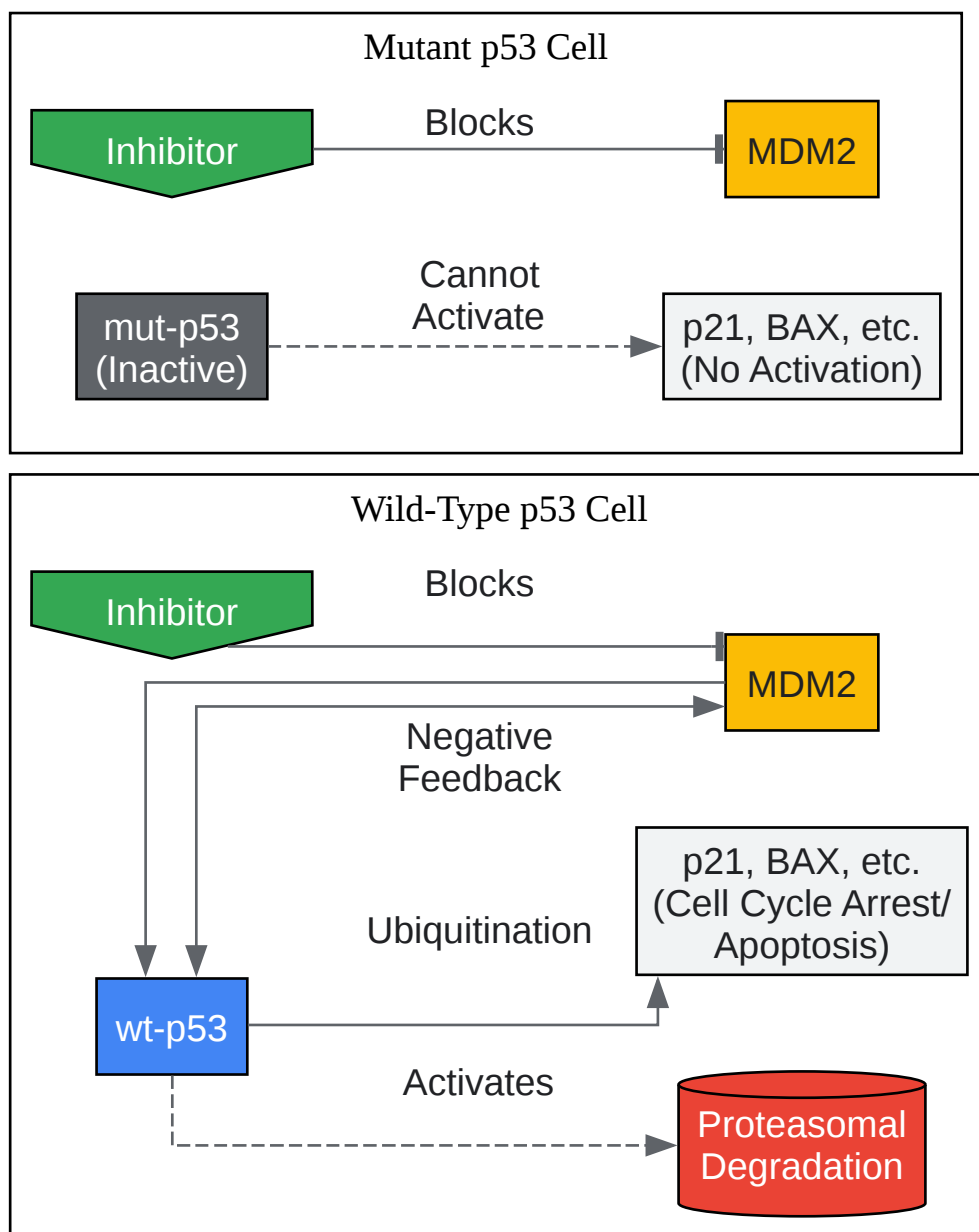 Mutant p53 Cell
Blocks
Inhibitor
MDM2
Cannot
Activate
mut-p53
(Inactive)
p21, BAX, etc.
(No Activation)
Wild-Type p53 Cell
Blocks
Inhibitor
MDM2
Negative
Feedback
p21, BAX, etc.
(Cell Cycle Arrest/
Apoptosis)
Ubiquitination
wt-p53
Activates
Proteasomal
Degradation